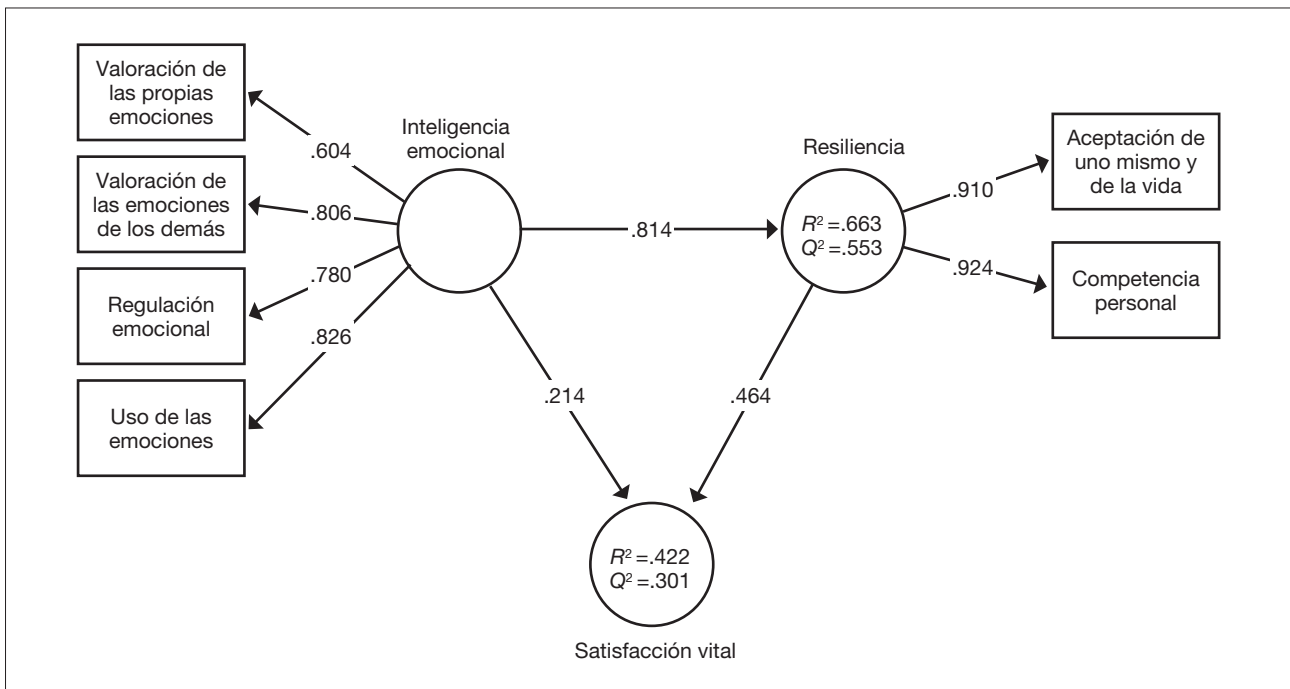 Valoración de
las propias
emociones
Valoración de
las emociones
de los demás
Regulación
emocional
Uso de las
emociones
.604
.806
.780
.826
Inteligencia
emocional
.814
.214
Resiliencia
R² =.663
Q² =.553
.464
.910
.924
Aceptación de
uno mismo y
de la vida
Competencia
personal
R² =.422
Q² =.301
Satisfacción vital